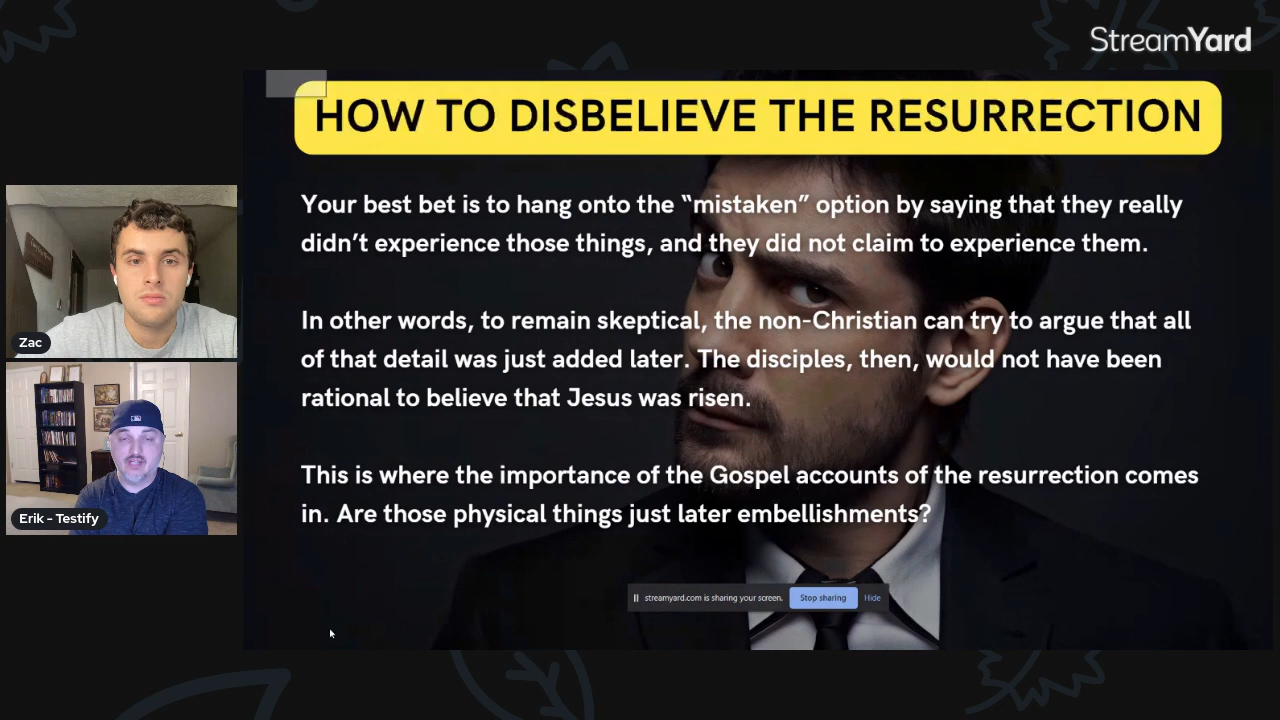 StreamYard
HOW TO DISBELIEVE THE RESURRECTION
Your best bet is to hang onto the “mistaken” option by saying that they really
didn’t experience those things, and they did not claim to experience them.
In other words, to remain skeptical, the non-Christian can try to argue that all
of that detail was just added later. The disciples, then, would not have been
rational to believe that Jesus was risen.
This is where the importance of the Gospel accounts of the resurrection comes
in. Are those physical things just later embellishments?
Zac
Erik – Testify
streamyard.com is sharing your screen.
Stop sharing
Hide